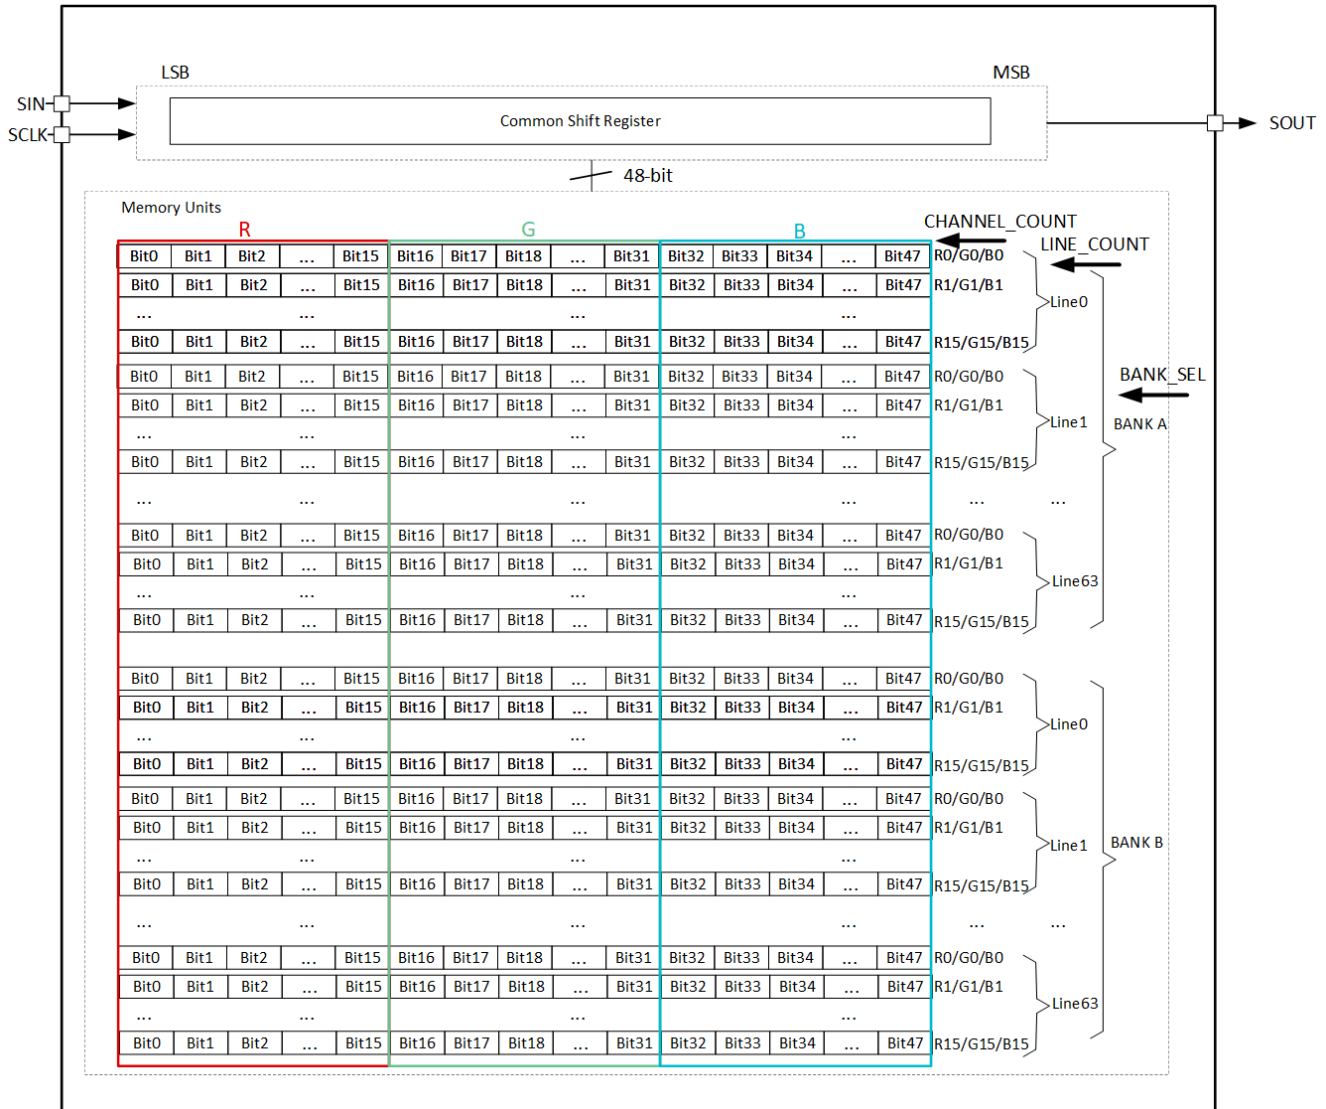 LSB MSB
SIN
Common Shift Register
SOUT
SCLK
48-bit
Memory Units
R G B CHANNEL_COUNT
LINE_COUNT
Bit0 Bit1 Bit2 ... Bit15 Bit16 Bit17 Bit18 ... Bit31 Bit32 Bit33 Bit34 ... Bit47 R0/G0/B0
Bit0 Bit1 Bit2 ... Bit15 Bit16 Bit17 Bit18 ... Bit31 Bit32 Bit33 Bit34 ... Bit47 R1/G1/B1
Line0
... ... ... ...
Bit0 Bit1 Bit2 ... Bit15 Bit16 Bit17 Bit18 ... Bit31 Bit32 Bit33 Bit34 ... Bit47 R15/G15/B15
Bit0 Bit1 Bit2 ... Bit15 Bit16 Bit17 Bit18 ... Bit31 Bit32 Bit33 Bit34 ... Bit47 R0/G0/B0 BANK_SEL
Bit0 Bit1 Bit2 ... Bit15 Bit16 Bit17 Bit18 ... Bit31 Bit32 Bit33 Bit34 ... Bit47 R1/G1/B1
Line1 BANK A
... ... ... ...
Bit0 Bit1 Bit2 ... Bit15 Bit16 Bit17 Bit18 ... Bit31 Bit32 Bit33 Bit34 ... Bit47 R15/G15/B15
... ... ... ... ... ...
Bit0 Bit1 Bit2 ... Bit15 Bit16 Bit17 Bit18 ... Bit31 Bit32 Bit33 Bit34 ... Bit47 R0/G0/B0
Bit0 Bit1 Bit2 ... Bit15 Bit16 Bit17 Bit18 ... Bit31 Bit32 Bit33 Bit34 ... Bit47 R1/G1/B1
Line63
... ... ... ...
Bit0 Bit1 Bit2 ... Bit15 Bit16 Bit17 Bit18 ... Bit31 Bit32 Bit33 Bit34 ... Bit47 R15/G15/B15
Bit0 Bit1 Bit2 ... Bit15 Bit16 Bit17 Bit18 ... Bit31 Bit32 Bit33 Bit34 ... Bit47 R0/G0/B0
Bit0 Bit1 Bit2 ... Bit15 Bit16 Bit17 Bit18 ... Bit31 Bit32 Bit33 Bit34 ... Bit47 R1/G1/B1
Line0
... ... ... ...
Bit0 Bit1 Bit2 ... Bit15 Bit16 Bit17 Bit18 ... Bit31 Bit32 Bit33 Bit34 ... Bit47 R15/G15/B15
Bit0 Bit1 Bit2 ... Bit15 Bit16 Bit17 Bit18 ... Bit31 Bit32 Bit33 Bit34 ... Bit47 R0/G0/B0
Bit0 Bit1 Bit2 ... Bit15 Bit16 Bit17 Bit18 ... Bit31 Bit32 Bit33 Bit34 ... Bit47 R1/G1/B1
Line1 BANK B
... ... ... ...
Bit0 Bit1 Bit2 ... Bit15 Bit16 Bit17 Bit18 ... Bit31 Bit32 Bit33 Bit34 ... Bit47 R15/G15/B15
... ... ... ... ... ...
Bit0 Bit1 Bit2 ... Bit15 Bit16 Bit17 Bit18 ... Bit31 Bit32 Bit33 Bit34 ... Bit47 R0/G0/B0
Bit0 Bit1 Bit2 ... Bit15 Bit16 Bit17 Bit18 ... Bit31 Bit32 Bit33 Bit34 ... Bit47 R1/G1/B1
Line63
... ... ... ...
Bit0 Bit1 Bit2 ... Bit15 Bit16 Bit17 Bit18 ... Bit31 Bit32 Bit33 Bit34 ... Bit47 R15/G15/B15